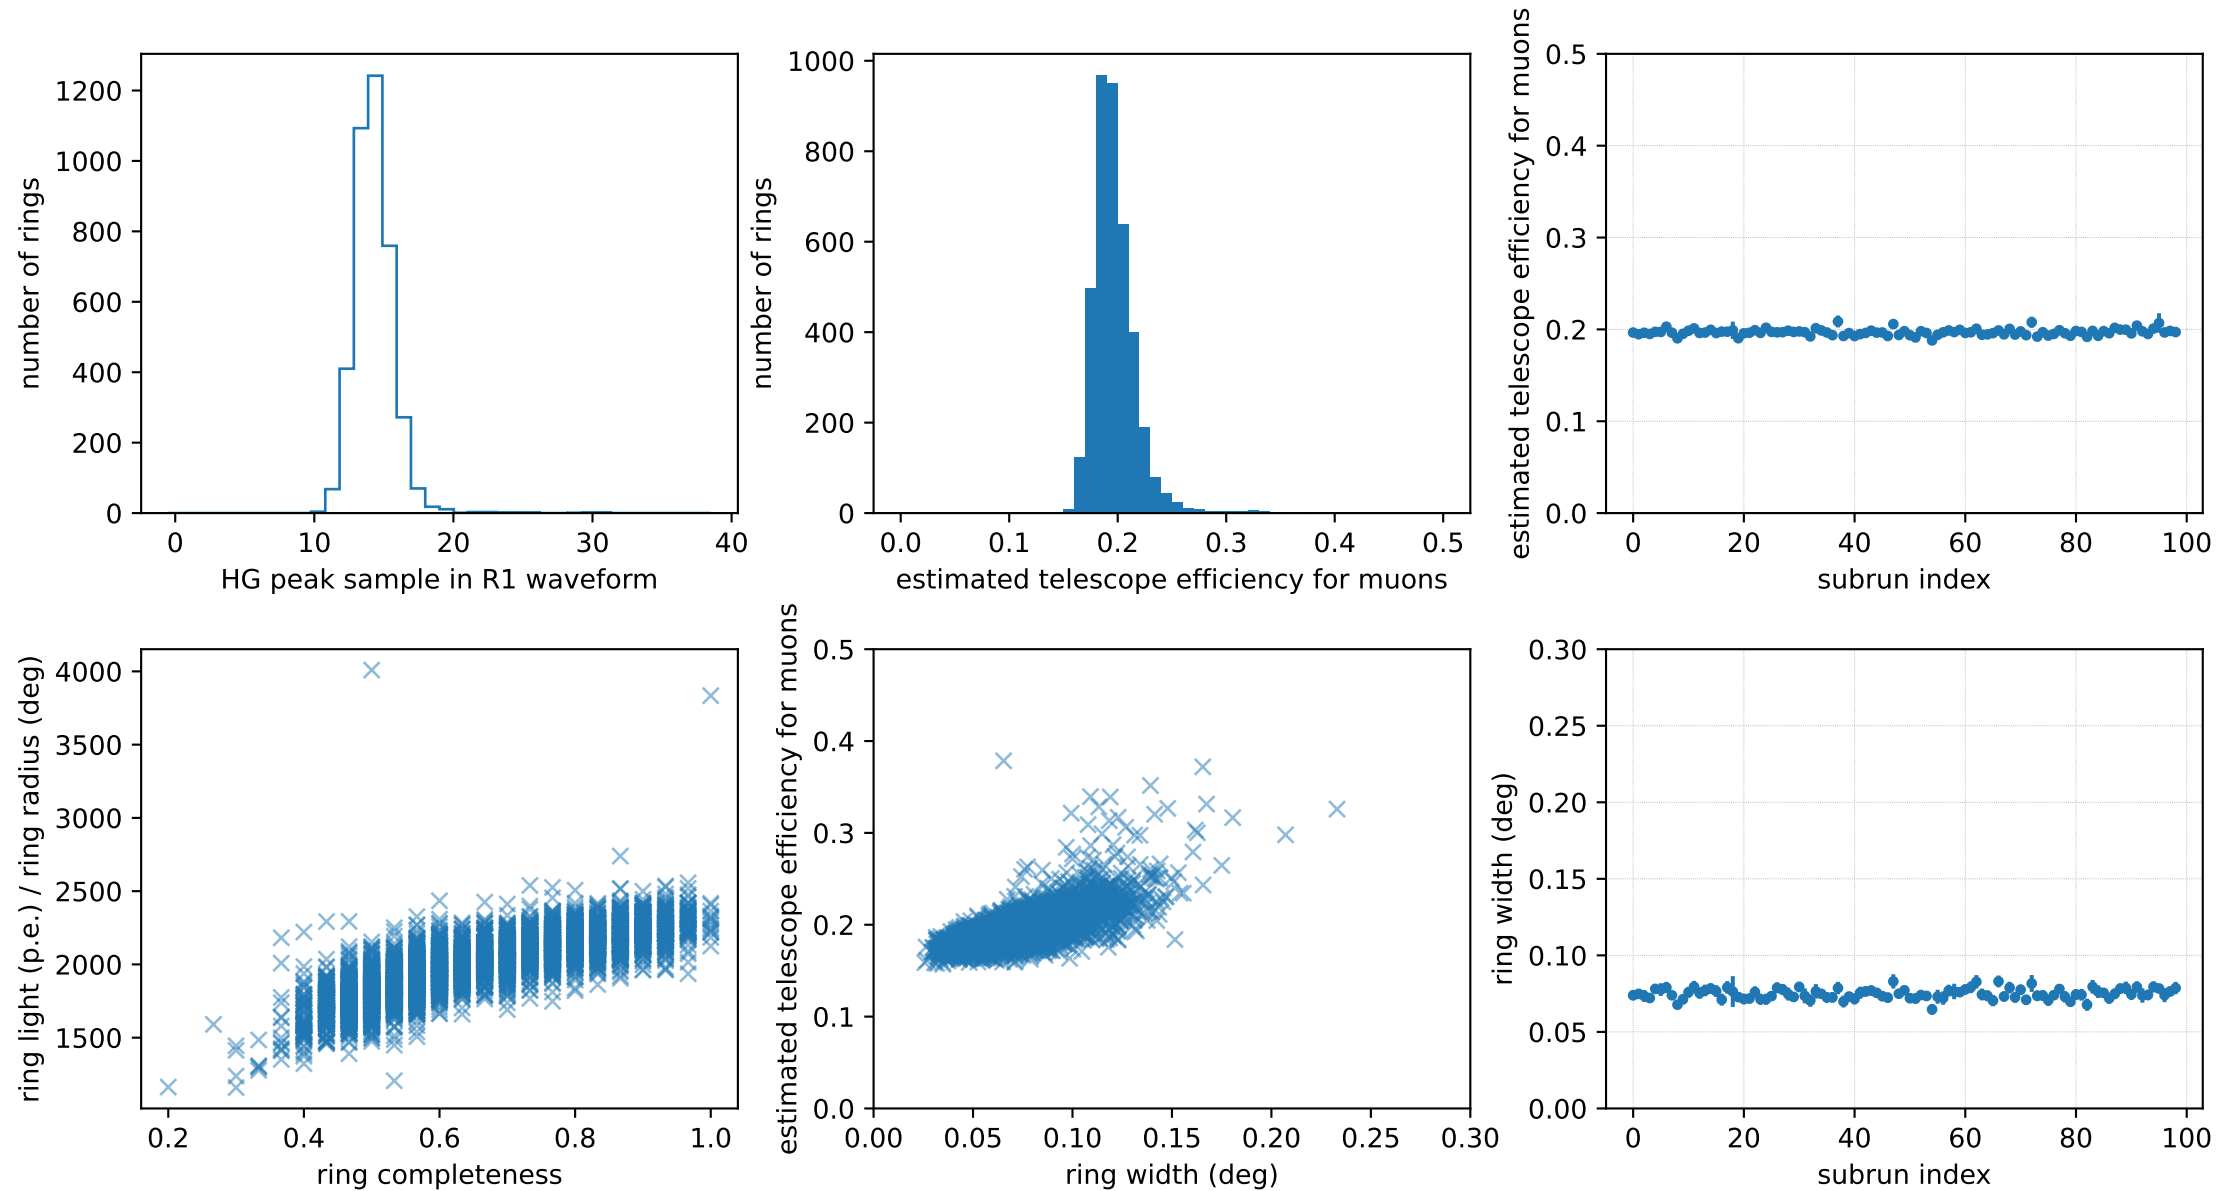 number of rings
1200
1000
800
600
400
200
0
0 10 20 30 40
HG peak sample in R1 waveform
number of rings
1000
800
600
400
200
0
0.0 0.1 0.2 0.3 0.4 0.5
estimated telescope efficiency for muons
estimated telescope efficiency for muons
0.5
0.4
0.3
0.2
0.1
0.0
0 20 40 60 80 100
subrun index
ring light (p.e.) / ring radius (deg)
4000
3500
3000
2500
2000
1500
0.2 0.4 0.6 0.8 1.0
ring completeness
estimated telescope efficiency for muons
0.5
0.4
0.3
0.2
0.1
0.0
0.00 0.05 0.10 0.15 0.20 0.25 0.30
ring width (deg)
ring width (deg)
0.30
0.25
0.20
0.15
0.10
0.05
0.00
0 20 40 60 80 100
subrun index